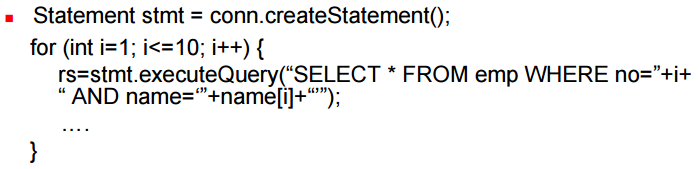 Statement stmt = conn.createStatement();
for (int i=1; i<=10; i++) {
rs=stmt.executeQuery(“SELECT * FROM emp WHERE no=”+i+
“ AND name=‘”+name[i]+“’”);
….
}